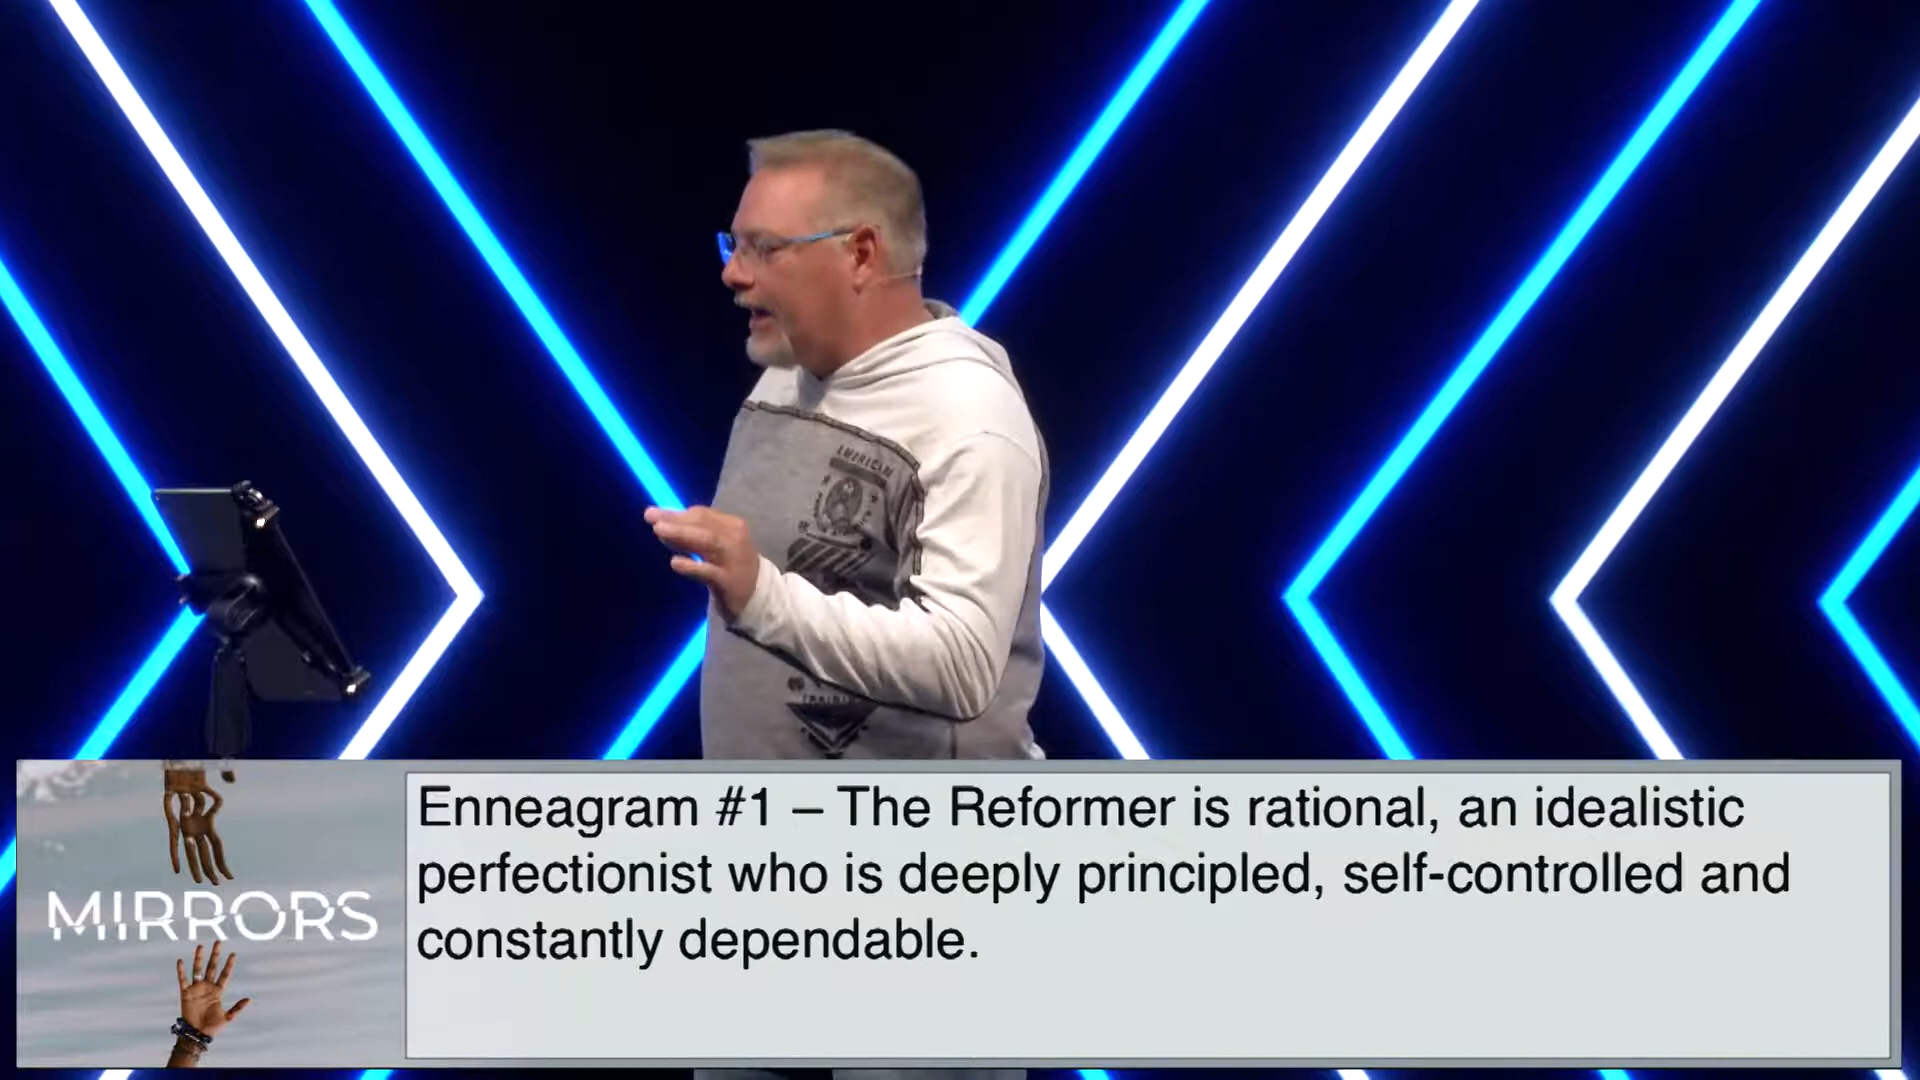 AMERICAN
MIRRORS
Enneagram #1 – The Reformer is rational, an idealistic
perfectionist who is deeply principled, self-controlled and
constantly dependable.